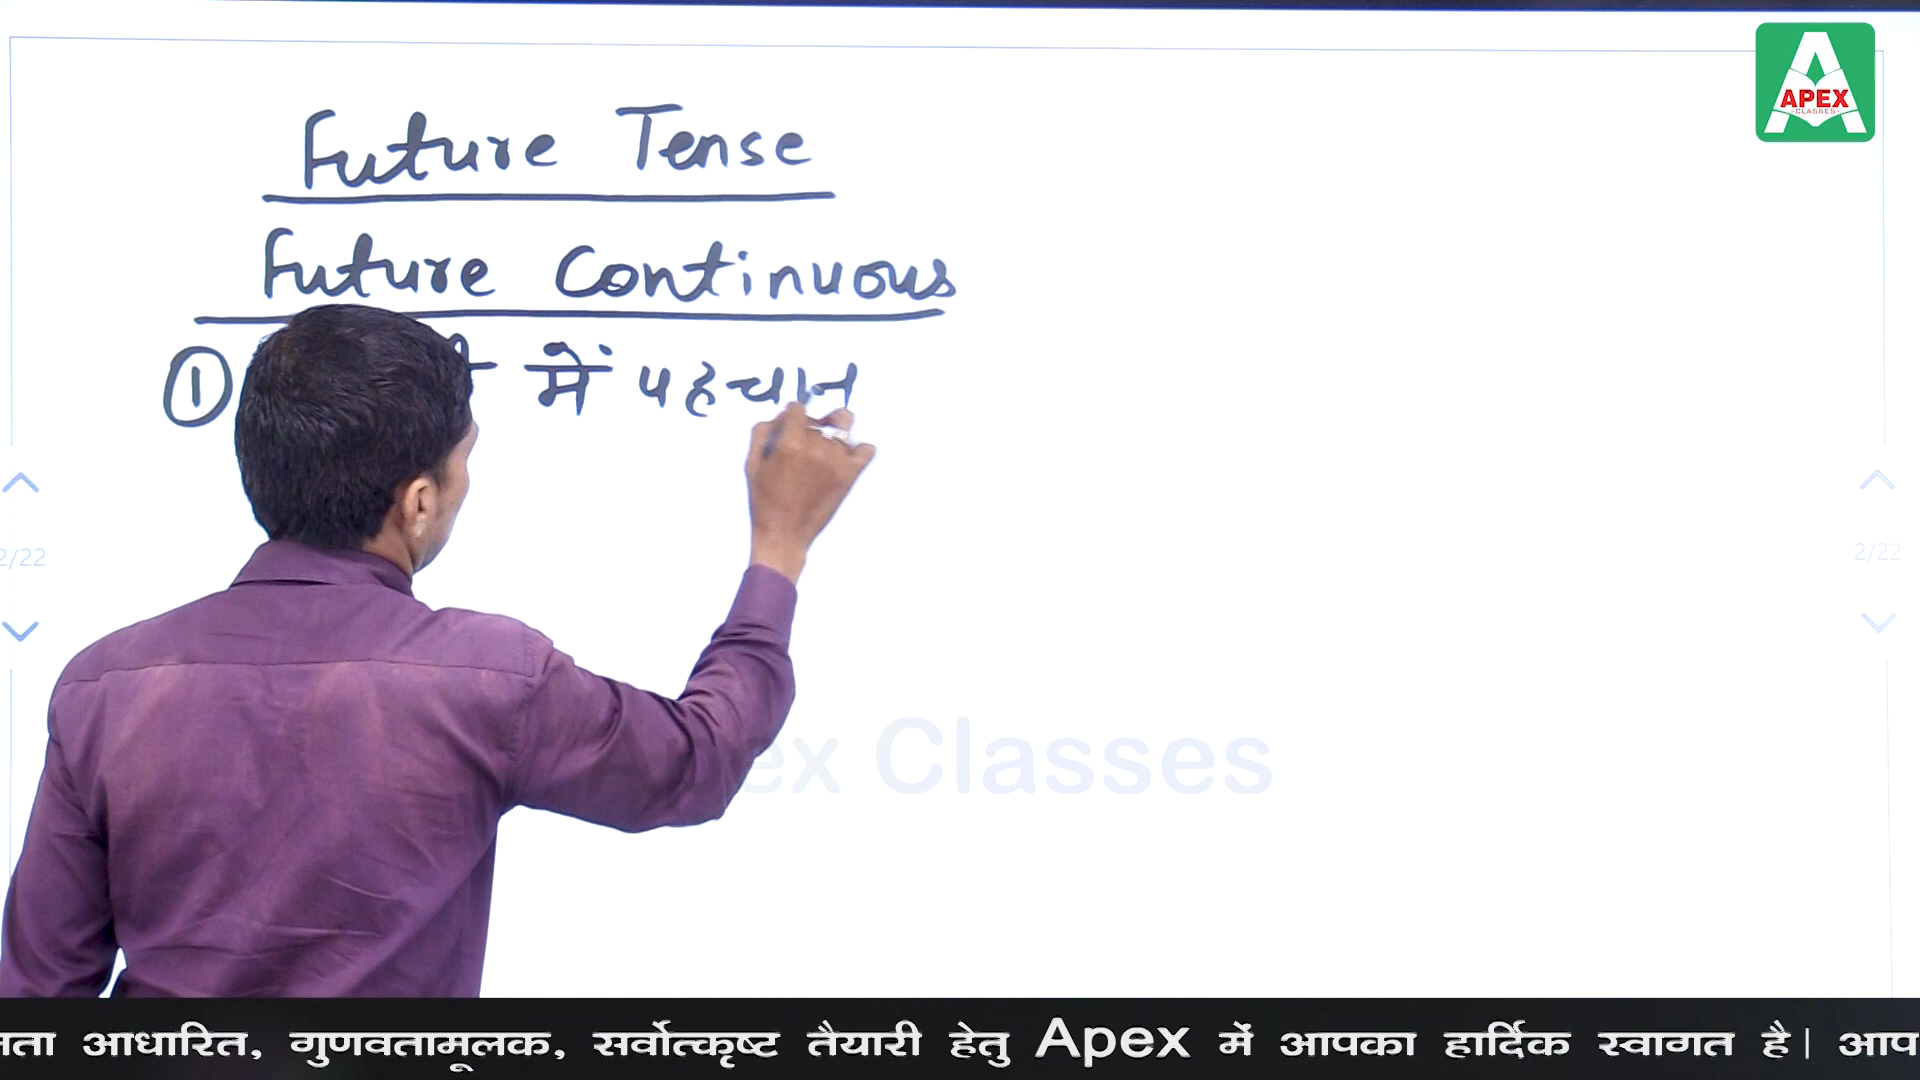 APEX
CLASSES
Future Tense
Future Continuous
① में पहचान
2/22
2/22
Apex Classes
आधारित, गुणवतामूलक, सर्वोत्कृष्ट तैयारी हेतु Apex में आपका हार्दिक स्वागत है। आप